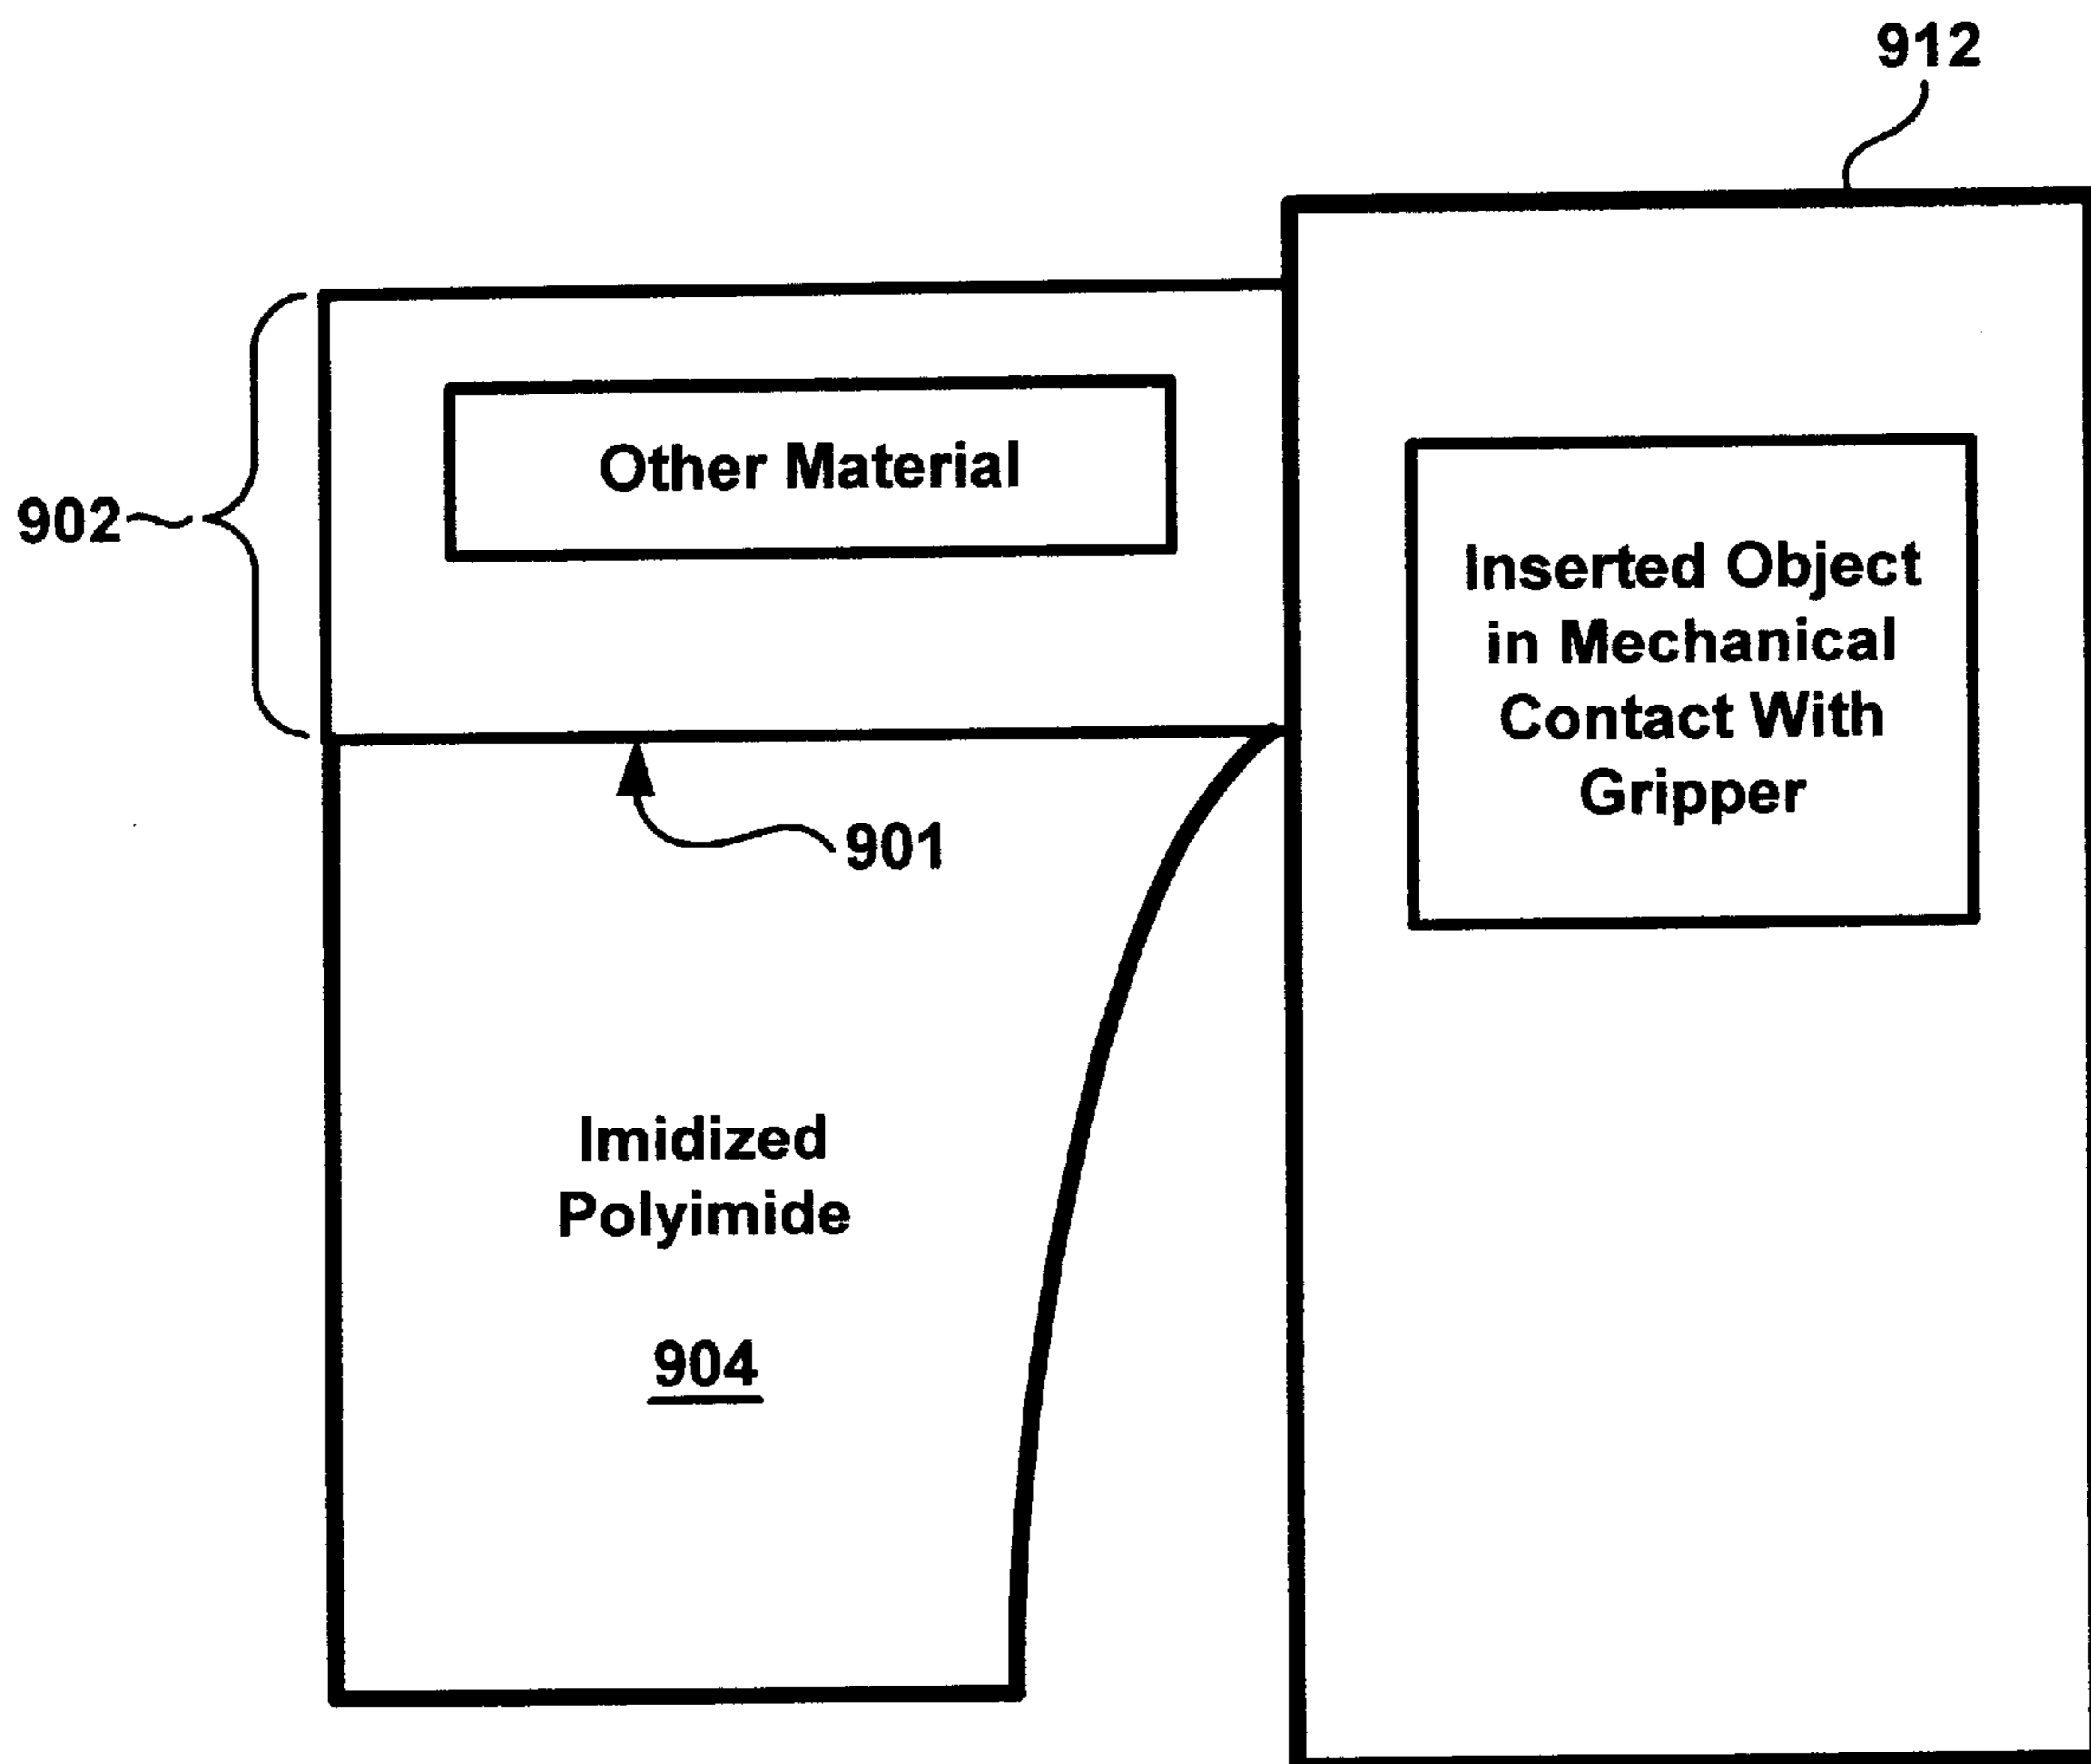 912
Other Material
902
Inserted Object
in Mechanical
Contact With
Gripper
901
Imidized
Polyimide
904